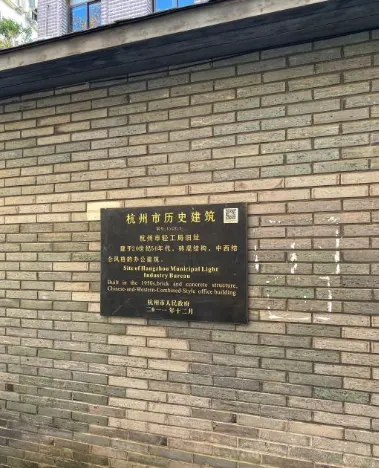 杭州市历史建筑
杭州市轻工局旧址
建于20世纪50年代，砖混结构，中西结
合风格的办公建筑。
Site of Hangzhou Municipal Light
Industry Bureau
Built in the 1950s,brick and concrete structure,
Chinese-and-Western-Combined-Style office building
杭州市人民政府
二〇一一年十二月